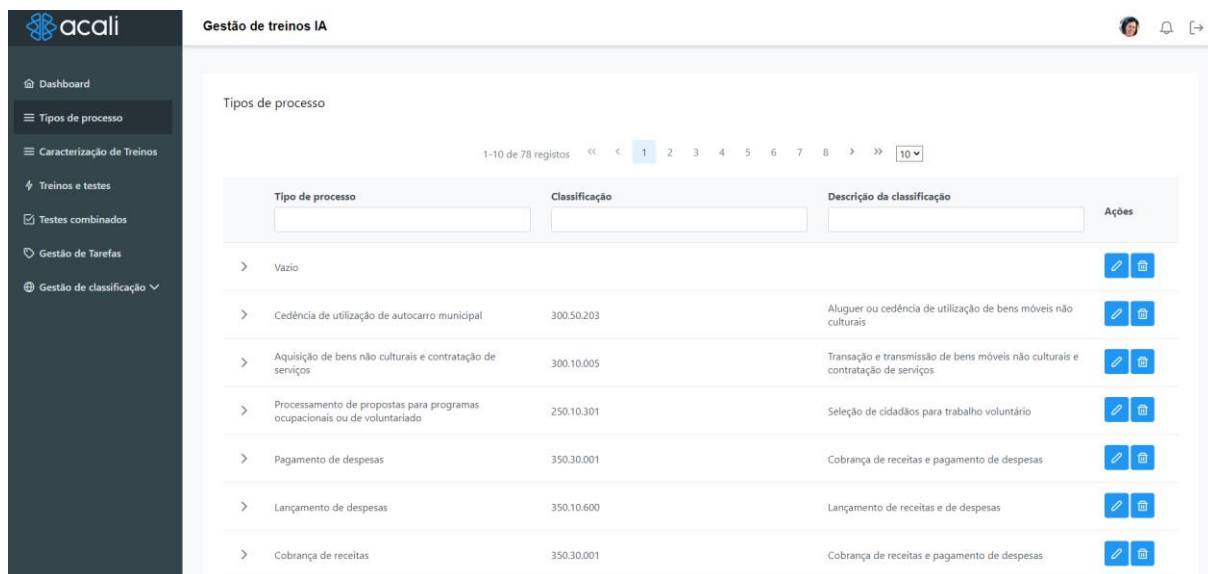 acali
Gestão de treinos IA
Dashboard
Tipos de processo
Caracterização de Treinos
Treinos e testes
Testes combinados
Gestão de Tarefas
Gestão de classificação
Tipos de processo
1-10 de 78 registos << < 1 2 3 4 5 6 7 8 > >> 10
Tipo de processo Classificação Descrição da classificação Ações
Vazio
Cedência de utilização de autocarro municipal 300.50.203 Aluguer ou cedência de utilização de bens móveis não
culturais
Aquisição de bens não culturais e contratação de
serviços 300.10.005 Transação e transmissão de bens móveis não culturais e
contratação de serviços
Processamento de propostas para programas
ocupacionais ou de voluntariado 250.10.301 Seleção de cidadãos para trabalho voluntário
Pagamento de despesas 350.30.001 Cobrança de receitas e pagamento de despesas
Lançamento de despesas 350.10.600 Lançamento de receitas e de despesas
Cobrança de receitas 350.30.001 Cobrança de receitas e pagamento de despesas